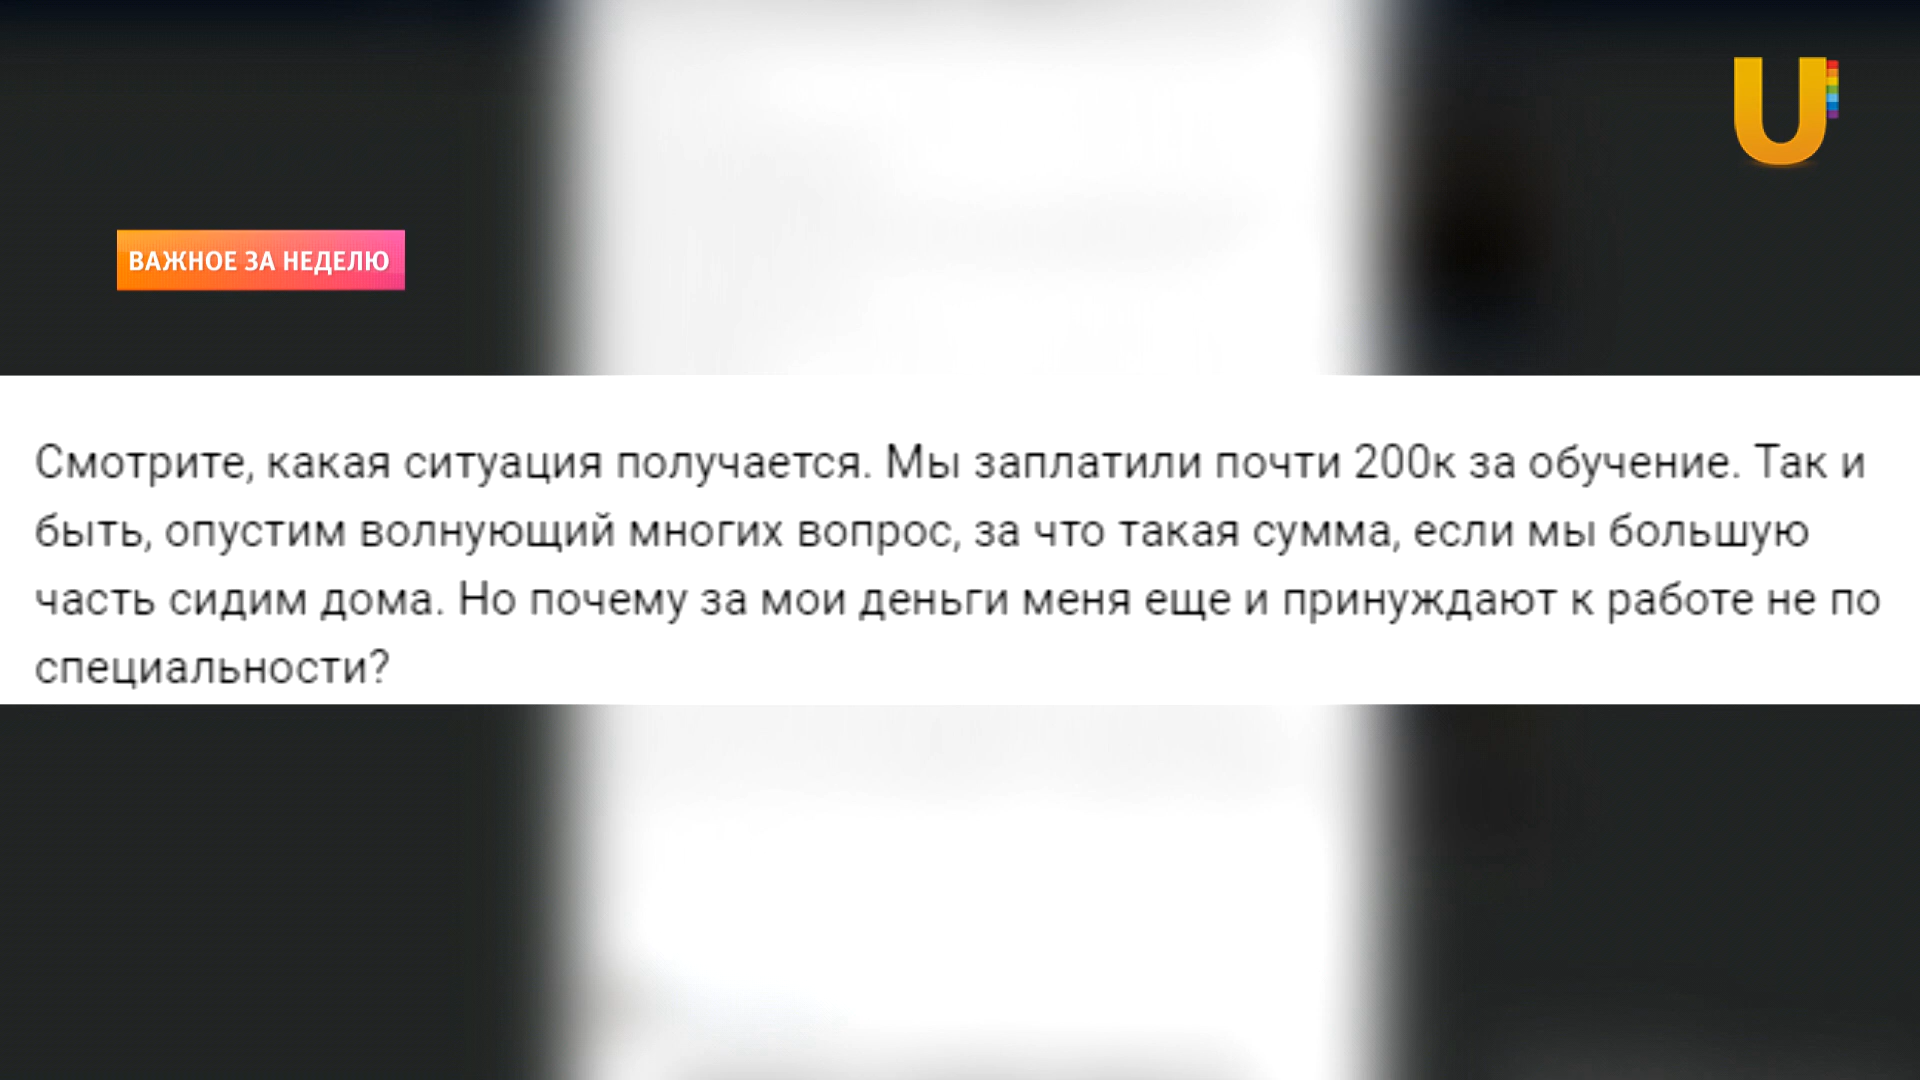 U
ВАЖНОЕ ЗА НЕДЕЛЮ
Смотрите, какая ситуация получается. Мы заплатили почти 200к за обучение. Так и
быть, опустим волнующий многих вопрос, за что такая сумма, если мы большую
часть сидим дома. Но почему за мои деньги меня еще и принуждают к работе не по
специальности?